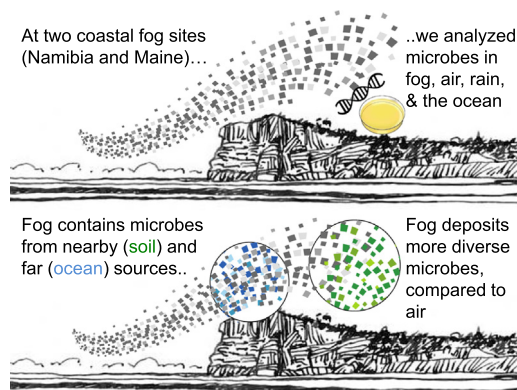 At two coastal fog sites
(Namibia and Maine)…
..we analyzed
microbes in
fog, air, rain,
& the ocean
Fog contains microbes
from nearby (soil) and
far (ocean) sources..
Fog deposits
more diverse
microbes,
compared to
air